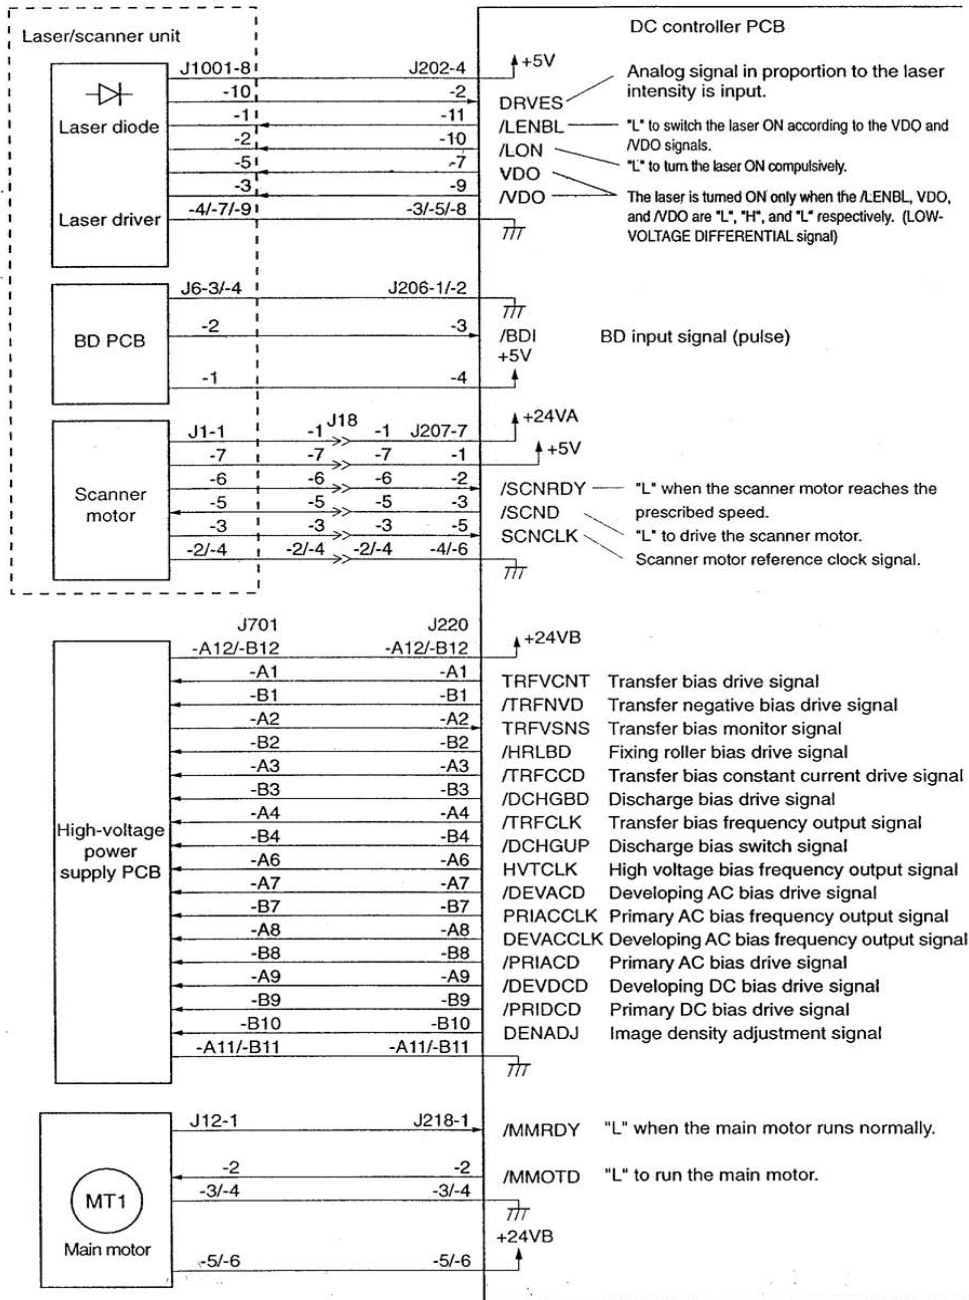 Laser/scanner unit
DC controller PCB
J1001-8 J202-4 +5V
-10 -2 DRVES Analog signal in proportion to the laser
intensity is input.
Laser diode
-1 -11 /LENBL "L" to switch the laser ON according to the VDO and
/VDO signals.
-2 -10 /LON "L" to turn the laser ON compulsively.
-5 -7 VDO
-3 -9 /VDO The laser is turned ON only when the /LENBL, VDO,
and /VDO are "L", "H", and "L" respectively. (LOW-
VOLTAGE DIFFERENTIAL signal)
Laser driver
-4/-7/-9 -3/-5/-8
J6-3/-4 J206-1/-2
BD PCB
-2 -3 /BDI BD input signal (pulse)
+5V
-1 -4
J18
J1-1 -1 -1 J207-7 +24VA
-7 -7 -7 -1 +5V
-6 -6 -6 -2 /SCNRDY "L" when the scanner motor reaches the
prescribed speed.
Scanner
motor
-5 -5 -5 -3 /SCND "L" to drive the scanner motor.
-3 -3 -3 -5 SCNCLK Scanner motor reference clock signal.
-2/-4 -2/-4 -2/-4 -4/-6
J701 J220
-A12/-B12 -A12/-B12 +24VB
-A1 -A1 TRFVCNT Transfer bias drive signal
-B1 -B1 /TRFNVD Transfer negative bias drive signal
-A2 -A2 TRFVSNS Transfer bias monitor signal
-B2 -B2 /HRLBD Fixing roller bias drive signal
-A3 -A3 /TRFCCD Transfer bias constant current drive signal
-B3 -B3 /DCHGBD Discharge bias drive signal
-A4 -A4 /TRFCLK Transfer bias frequency output signal
-B4 -B4 /DCHGUP Discharge bias switch signal
High-voltage
power
supply PCB
-A6 -A6 HVTCLK High voltage bias frequency output signal
-A7 -A7 /DEVACD Developing AC bias drive signal
-B7 -B7 PRIACCLK Primary AC bias frequency output signal
-A8 -A8 DEVACCLK Developing AC bias frequency output signal
-B8 -B8 /PRIACD Primary AC bias drive signal
-A9 -A9 /DEVDCD Developing DC bias drive signal
-B9 -B9 /PRIDCD Primary DC bias drive signal
-B10 -B10 DENADJ Image density adjustment signal
-A11/-B11 -A11/-B11
J12-1 J218-1 /MMRDY "L" when the main motor runs normally.
-2 -2 /MMOTD "L" to run the main motor.
-3/-4 -3/-4
MT1
Main motor
+24VB
-5/-6 -5/-6